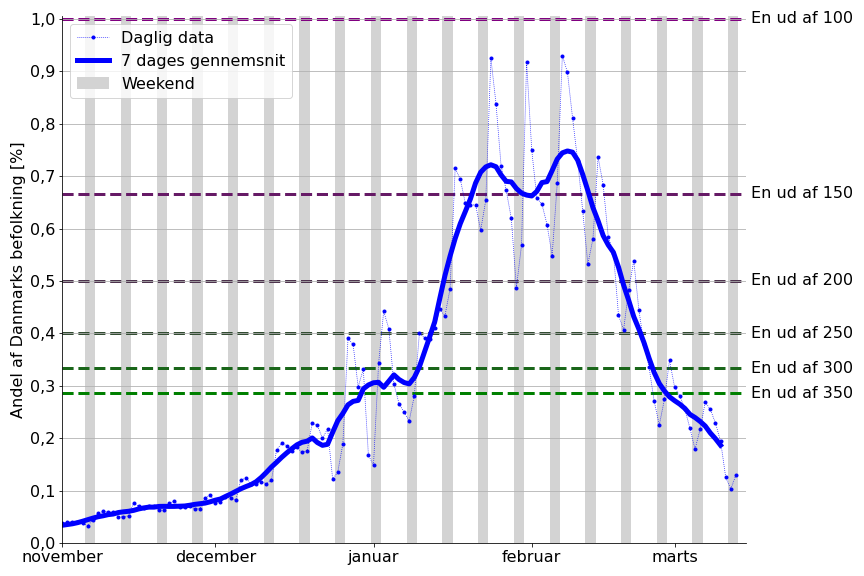 1,0
0,9
0,8
0,7
0,6
0,5
0,4
0,3
0,2
0,1
0,0
Andel af Danmarks befolkning [%]
Daglig data
7 dages gennemsnit
Weekend
En ud af 100
En ud af 150
En ud af 200
En ud af 250
En ud af 300
En ud af 350
november december januar februar marts